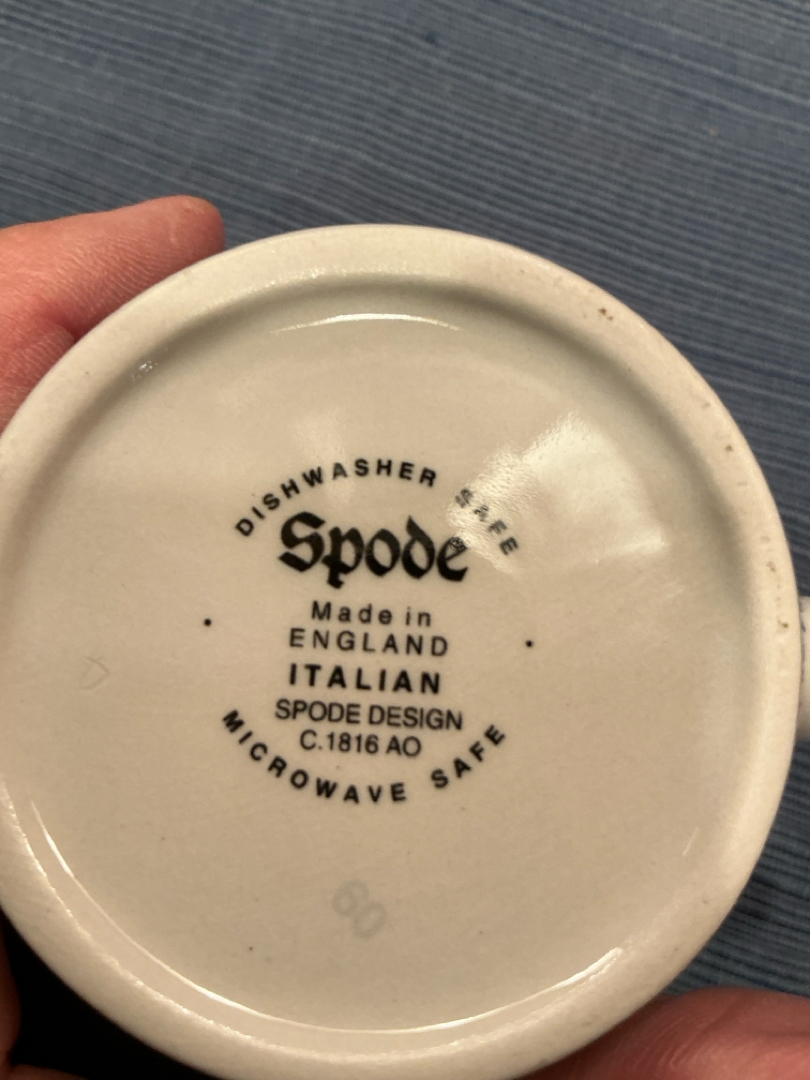 DISHWASHER SAFE
Spode®
Made in
ENGLAND
ITALIAN
SPODE DESIGN
C.1816 AO
MICROWAVE SAFE
60